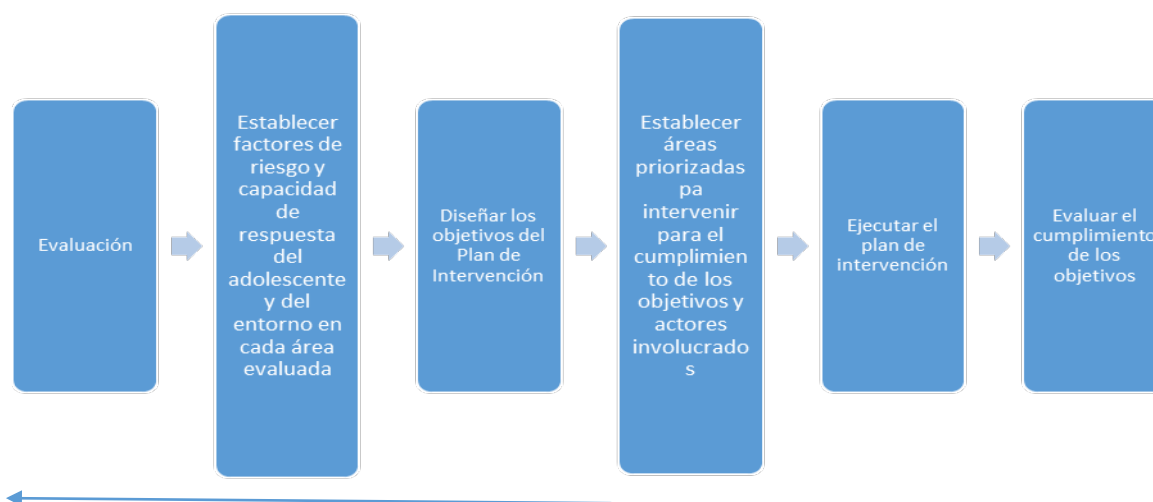 Evaluación
Establecer
factores de
riesgo y
capacidad
de
respuesta
del
adolescente
y del
entorno en
cada área
evaluada
Diseñar los
objetivos del
Plan de
Intervención
Establecer
áreas
priorizadas
pa
intervenir
para el
cumplimien
to de los
objetivos y
actores
involucrado
s
Ejecutar el
plan de
intervención
Evaluar el
cumplimiento
de los
objetivos